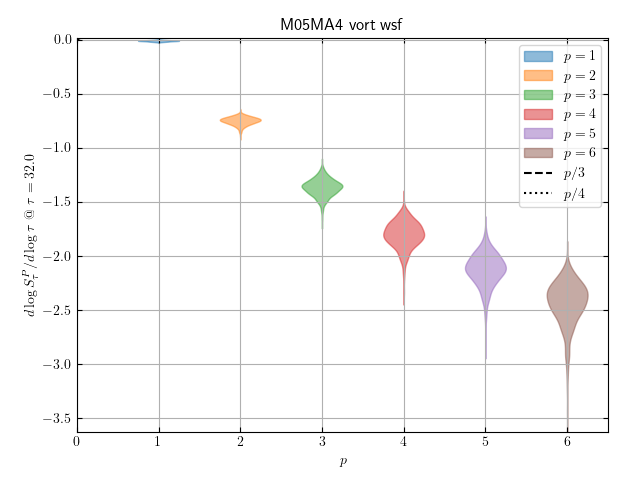 M05MA4 vort wsf
0.0
−0.5
−1.0
−1.5
−2.0
−2.5
−3.0
−3.5
d log S_τ^P / d log τ @ τ = 32.0
p = 1
p = 2
p = 3
p = 4
p = 5
p = 6
p/3
p/4
0 1 2 3 4 5 6
p